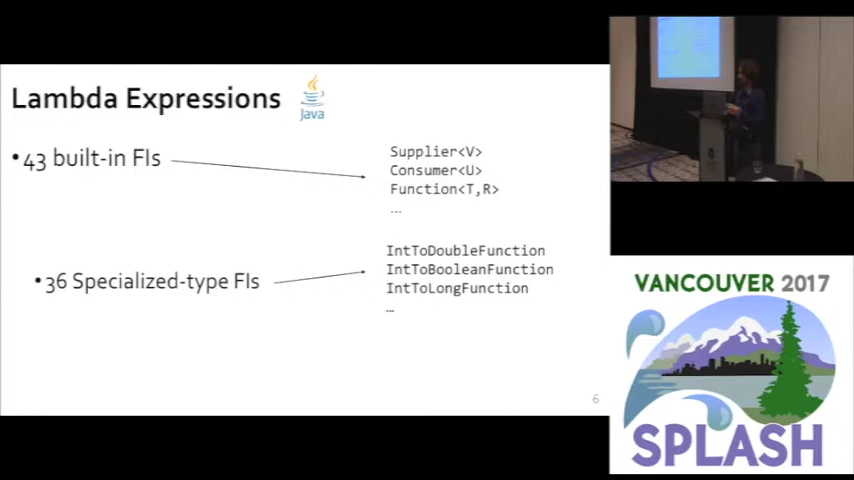 Lambda Expressions
Java
•43 built-in FIs
Supplier<V>
Consumer<U>
Function<T,R>
...
•36 Specialized-type FIs
IntToDoubleFunction
IntToBooleanFunction
IntToLongFunction
...
6
VANCOUVER 2017
SPLASH